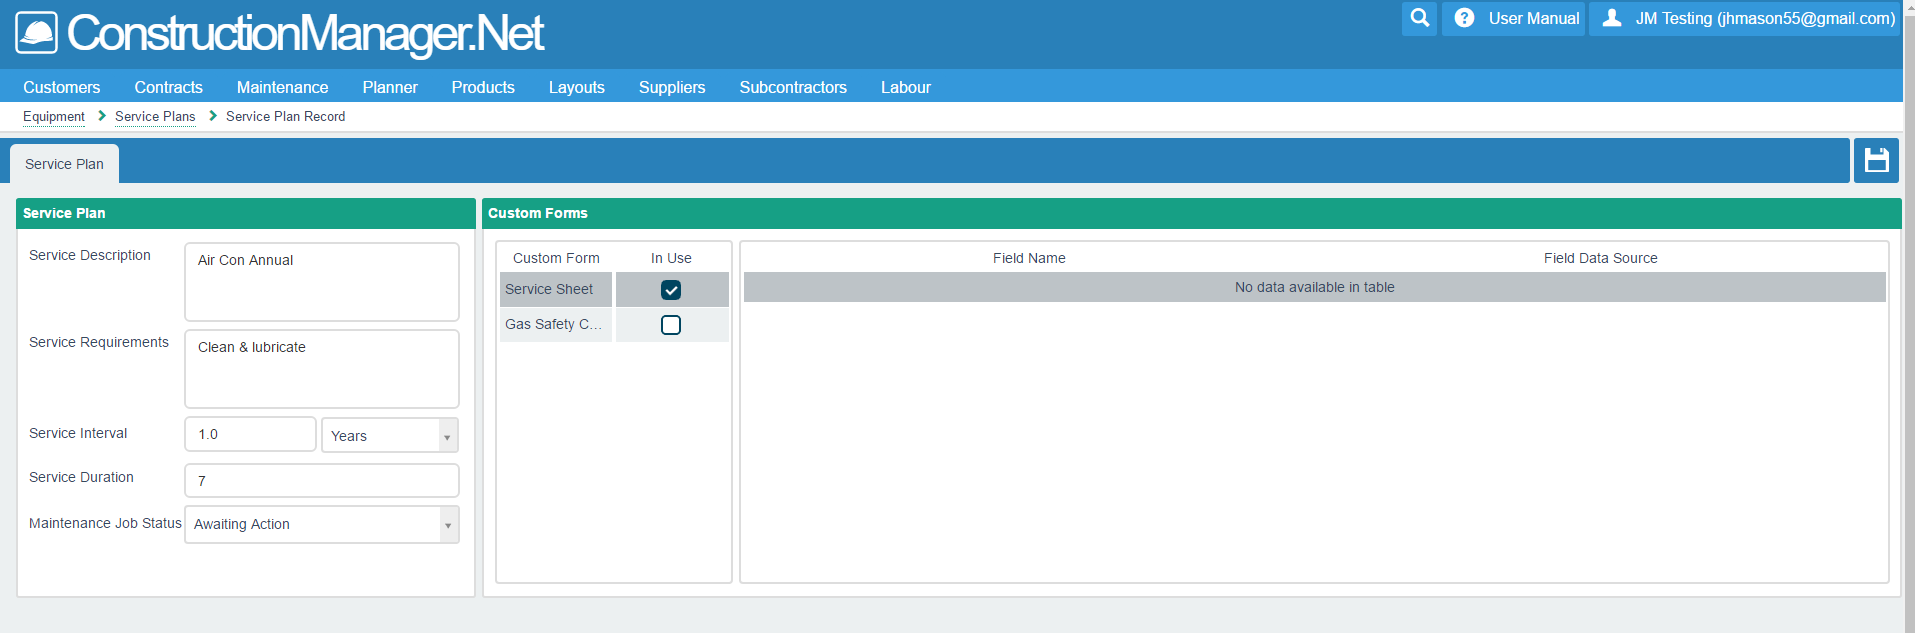 ConstructionManager.Net
? User Manual JM Testing (jhmason55@gmail.com)
Customers Contracts Maintenance Planner Products Layouts Suppliers Subcontractors Labour
Equipment Service Plans Service Plan Record
Service Plan
Service Plan
Service Description Air Con Annual
Service Requirements Clean & lubricate
Service Interval 1.0 Years
Service Duration 7
Maintenance Job Status Awaiting Action
Custom Forms
Custom Form In Use
Service Sheet
Gas Safety C...
Field Name Field Data Source
No data available in table